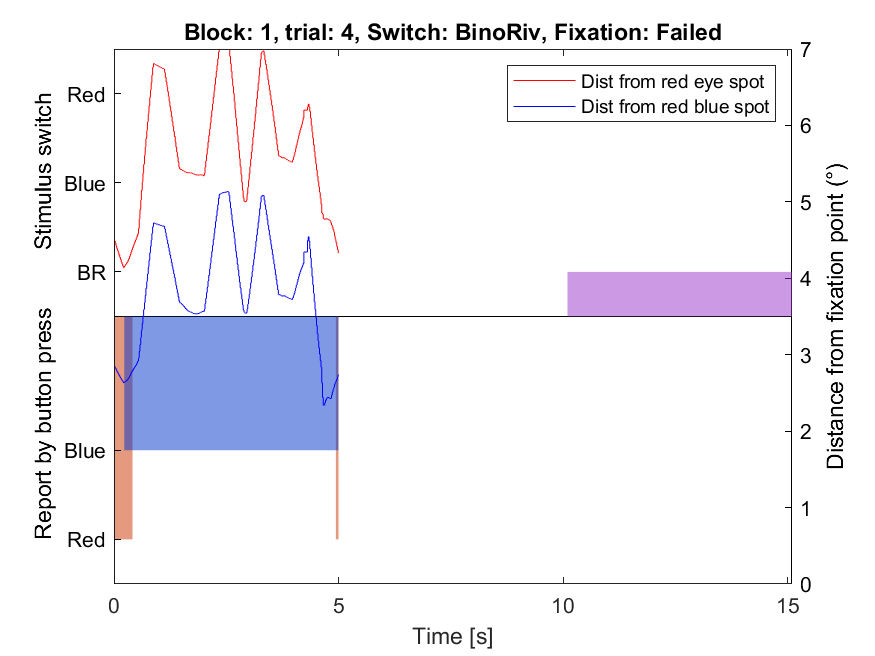 Block: 1, trial: 4, Switch: BinoRiv, Fixation: Failed
Dist from red eye spot
Dist from red blue spot
Stimulus switch
Red
Blue
BR
Report by button press
Blue
Red
0
5
10
15
Time [s]
7
6
5
4
3
2
1
0
Distance from fixation point (°)